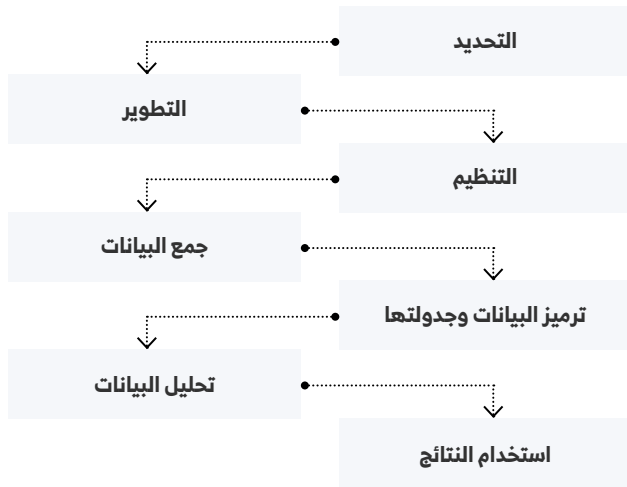 التحديد
التطوير
التنظيم
جمع البيانات
ترميز البيانات وجدولتها
تحليل البيانات
استخدام النتائج